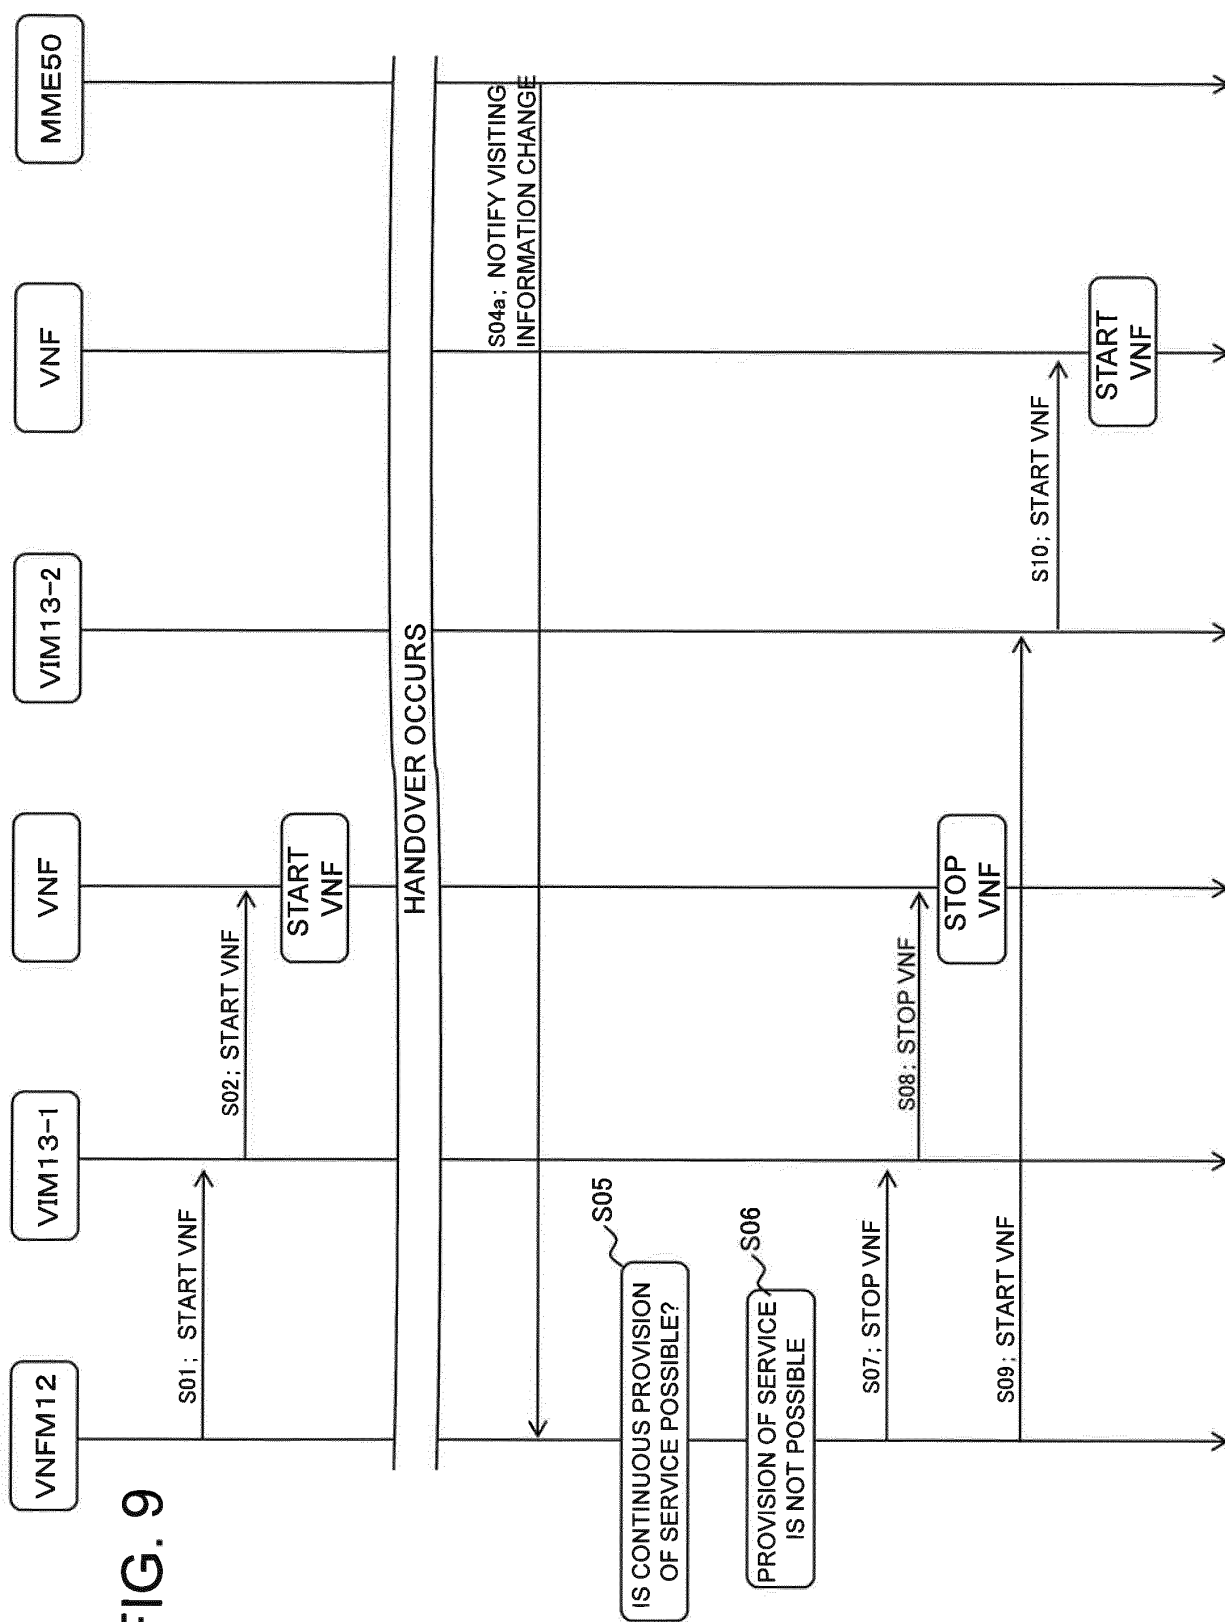 FIG. 9
VNFM12
VIM13-1
VNF
VIM13-2
VNF
MME50
S01; START VNF
S02; START VNF
START
VNF
HANDOVER OCCURS
S04a; NOTIFY VISITING
INFORMATION CHANGE
IS CONTINUOUS PROVISION
OF SERVICE POSSIBLE?
S05
PROVISION OF SERVICE
IS NOT POSSIBLE
S06
S07; STOP VNF
S08; STOP VNF
STOP
VNF
S09; START VNF
S10; START VNF
START
VNF